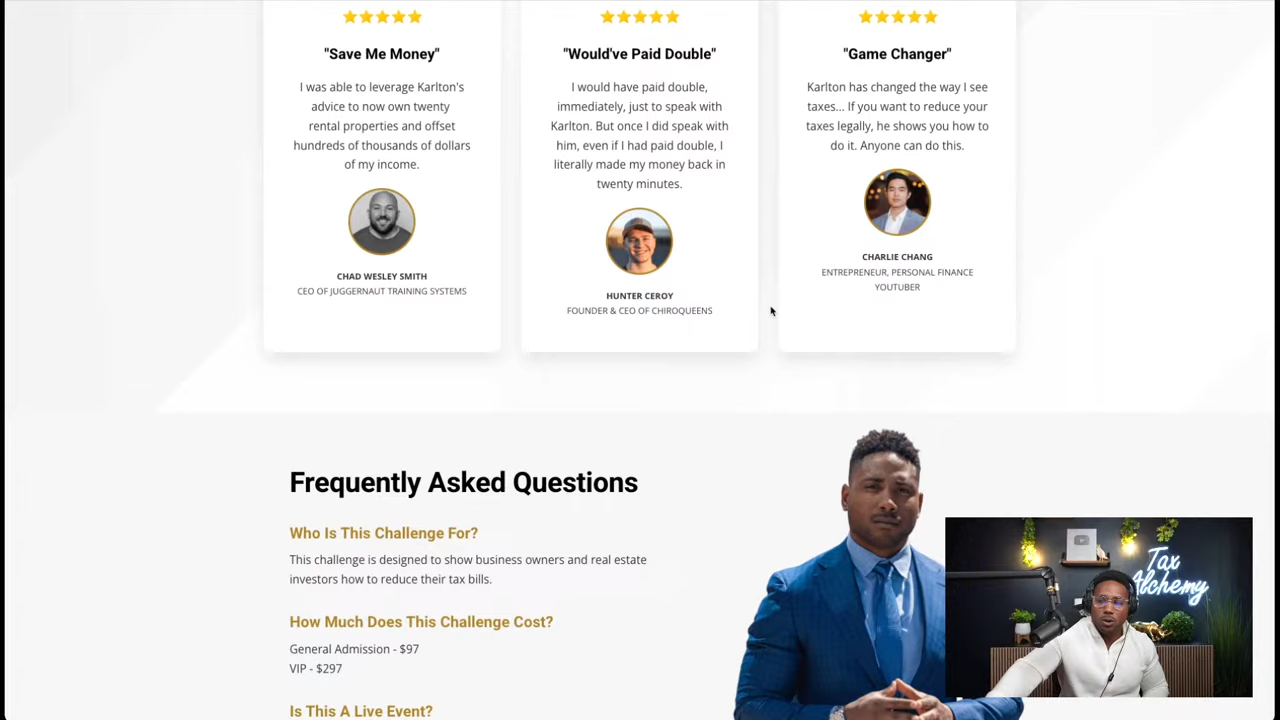 "Save Me Money"
I was able to leverage Karlton's
advice to now own twenty
rental properties and offset
hundreds of thousands of dollars
of my income.
CHAD WESLEY SMITH
CEO OF JUGGERNAUT TRAINING SYSTEMS
"Would've Paid Double"
I would have paid double,
immediately, just to speak with
Karlton. But once I did speak with
him, even if I had paid double, I
literally made my money back in
twenty minutes.
HUNTER CEROY
FOUNDER & CEO OF CHIROQUEENS
"Game Changer"
Karlton has changed the way I see
taxes... If you want to reduce your
taxes legally, he shows you how to
do it. Anyone can do this.
CHARLIE CHANG
ENTREPRENEUR, PERSONAL FINANCE
YOUTUBER
Frequently Asked Questions
Who Is This Challenge For?
This challenge is designed to show business owners and real estate
investors how to reduce their tax bills.
How Much Does This Challenge Cost?
General Admission - $97
VIP - $297
Is This A Live Event?
Tax
Alchemy